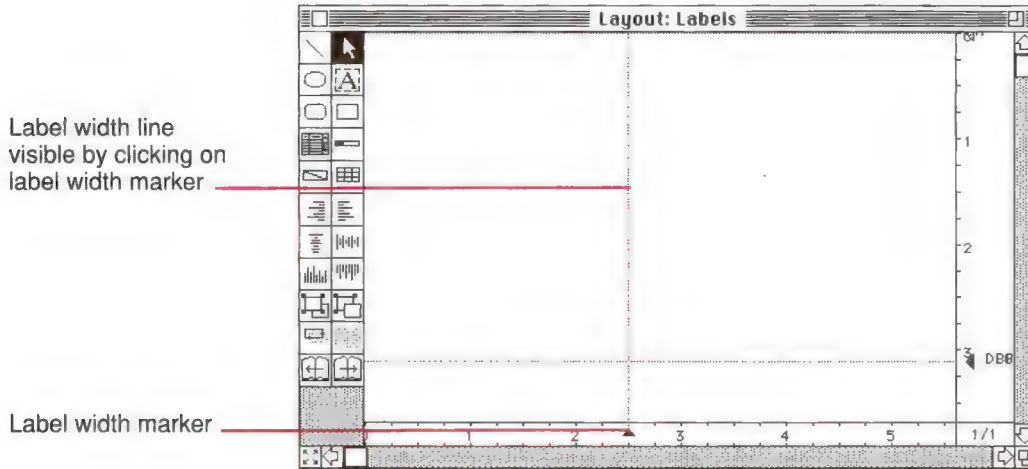 Layout: Labels
A
Label width line
visible by clicking on
label width marker
1
2
3
Label width marker
1 2 3 4 5 1/1